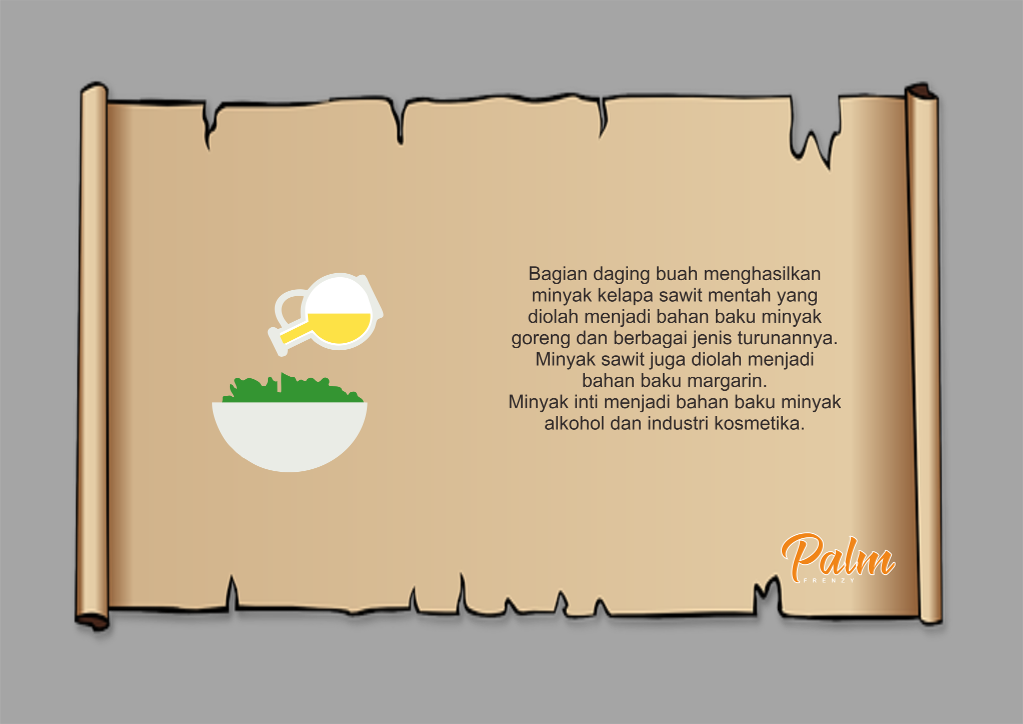 Bagian daging buah menghasilkan
minyak kelapa sawit mentah yang
diolah menjadi bahan baku minyak
goreng dan berbagai jenis turunannya.
Minyak sawit juga diolah menjadi
bahan baku margarin.
Minyak inti menjadi bahan baku minyak
alkohol dan industri kosmetika.
Palm
FRENZY